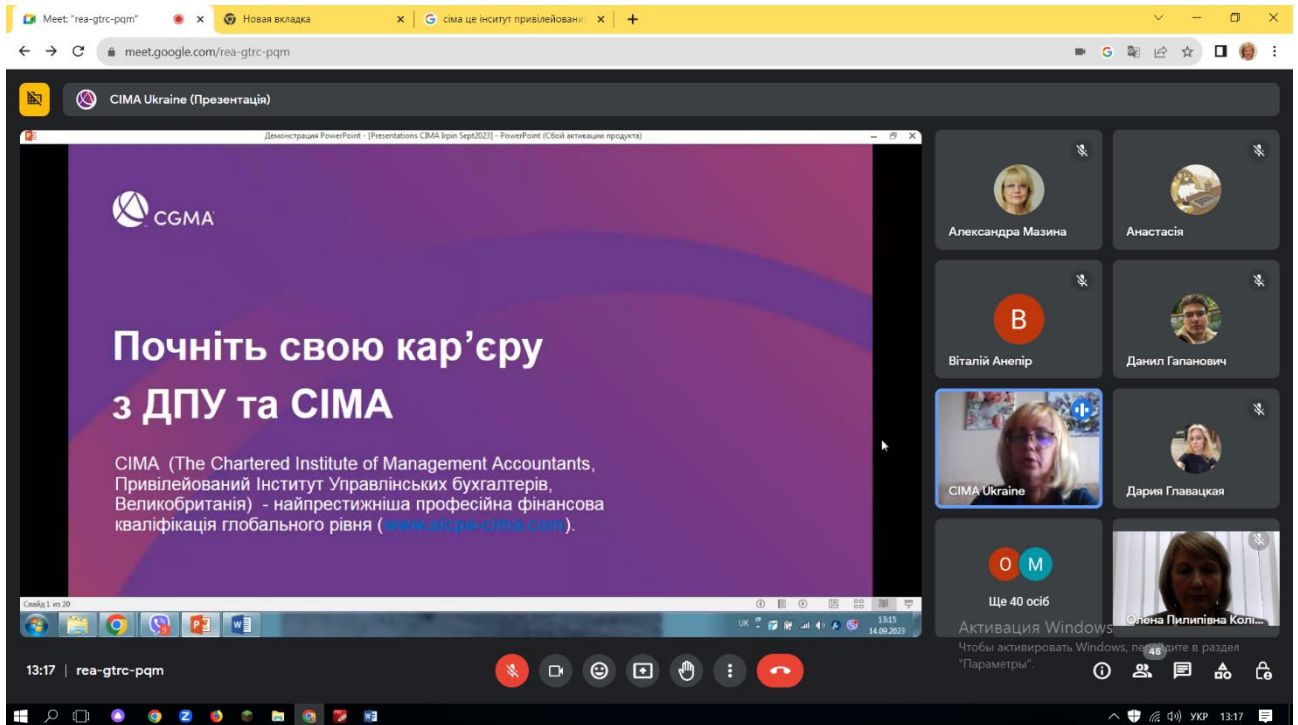 Meet: "rea-gtrc-pqm"
Новая вкладка
сіма це інситут привілейовани
meet.google.com/rea-gtrc-pqm
CIMA Ukraine (Презентація)
Демонстрация PowerPoint - [Presentations CIMA Irpin Sept2023] - PowerPoint (Сбой активации продукта)
CGMA
Почніть свою кар’єру
з ДПУ та CIMA
CIMA (The Chartered Institute of Management Accountants,
Привілейований Інститут Управлінських бухгалтерів,
Великобританія) - найпрестижніша професійна фінансова
кваліфікація глобального рівня (www.aicpa-cima.com).
Слайд 1 из 20
UK
13:15
14.09.2023
Александра Мазина
Анастасія
В
Віталій Анепір
Данил Гапанович
CIMA Ukraine
Дария Главацкая
О М
Ще 40 осіб
Олена Пилипівна Колі...
Активация Windows
Чтобы активировать Windows, перейдите в раздел
"Параметры".
48
13:17 | rea-gtrc-pqm
УКР 13:17